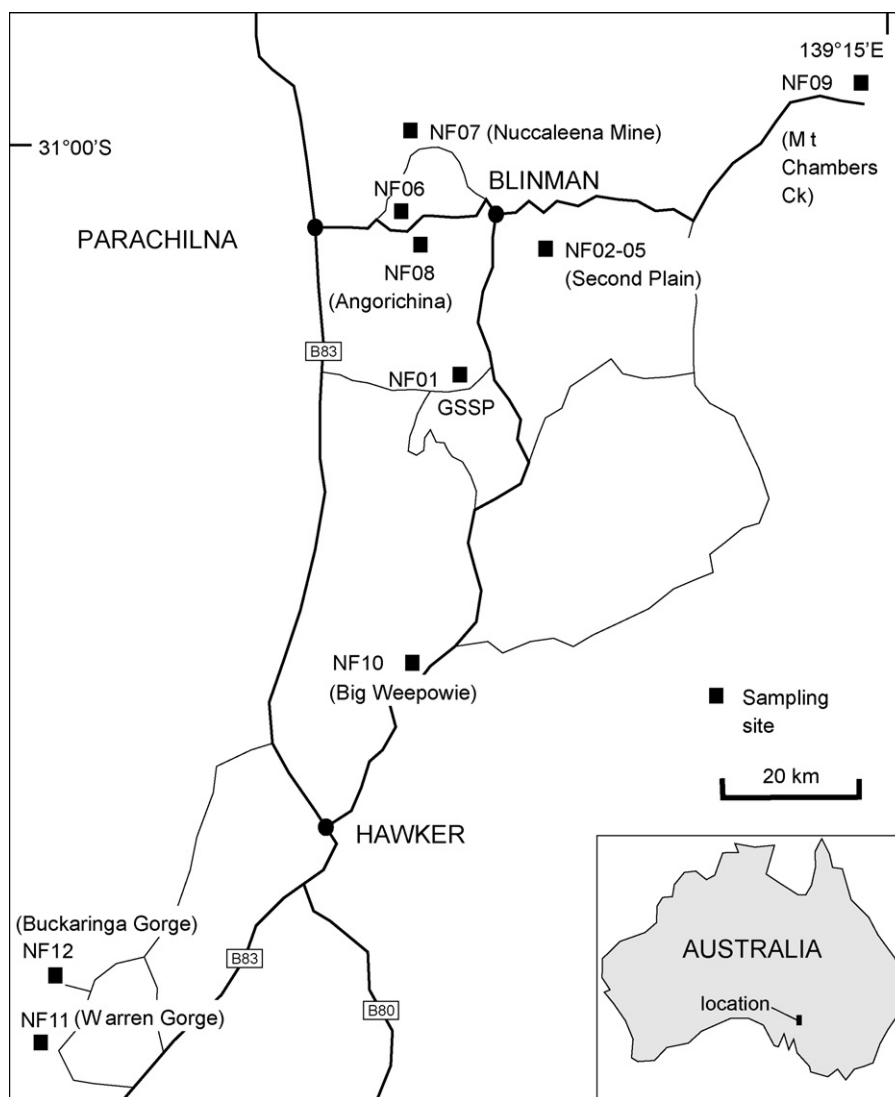 139°15'E
NF09
31°00'S
NF07 (Nuccaleena Mine)
(M t
Chambers
Ck)
NF06
BLINMAN
PARACHILNA
NF08
(Angorichina)
NF02-05
(Second Plain)
B83
NF01
GSSP
NF10
(Big Weepowie)
Sampling
site
20 km
HAWKER
(Buckaringa Gorge)
NF12
B83
NF11 (Warren Gorge)
B80
AUSTRALIA
location